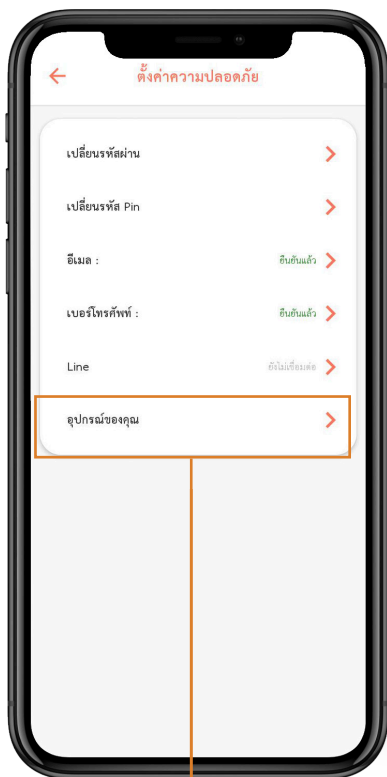 ตั้งค่าความปลอดภัย
เปลี่ยนรหัสผ่าน
เปลี่ยนรหัส Pin
อีเมล : ยืนยันแล้ว
เบอร์โทรศัพท์ : ยืนยันแล้ว
Line ยังไม่เชื่อมต่อ
อุปกรณ์ของคุณ